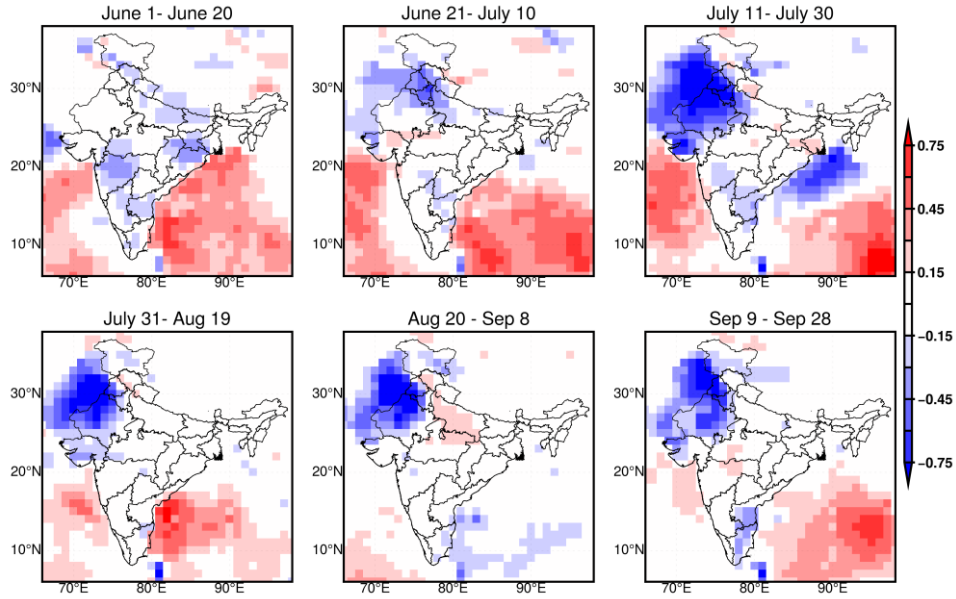 June 1- June 20
June 21- July 10
July 11- July 30
30°N
20°N
10°N
70°E
80°E
90°E
30°N
20°N
10°N
70°E
80°E
90°E
30°N
20°N
10°N
70°E
80°E
90°E
0.75
0.45
0.15
−0.15
−0.45
−0.75
July 31- Aug 19
Aug 20 - Sep 8
Sep 9 - Sep 28
30°N
20°N
10°N
70°E
80°E
90°E
30°N
20°N
10°N
70°E
80°E
90°E
30°N
20°N
10°N
70°E
80°E
90°E